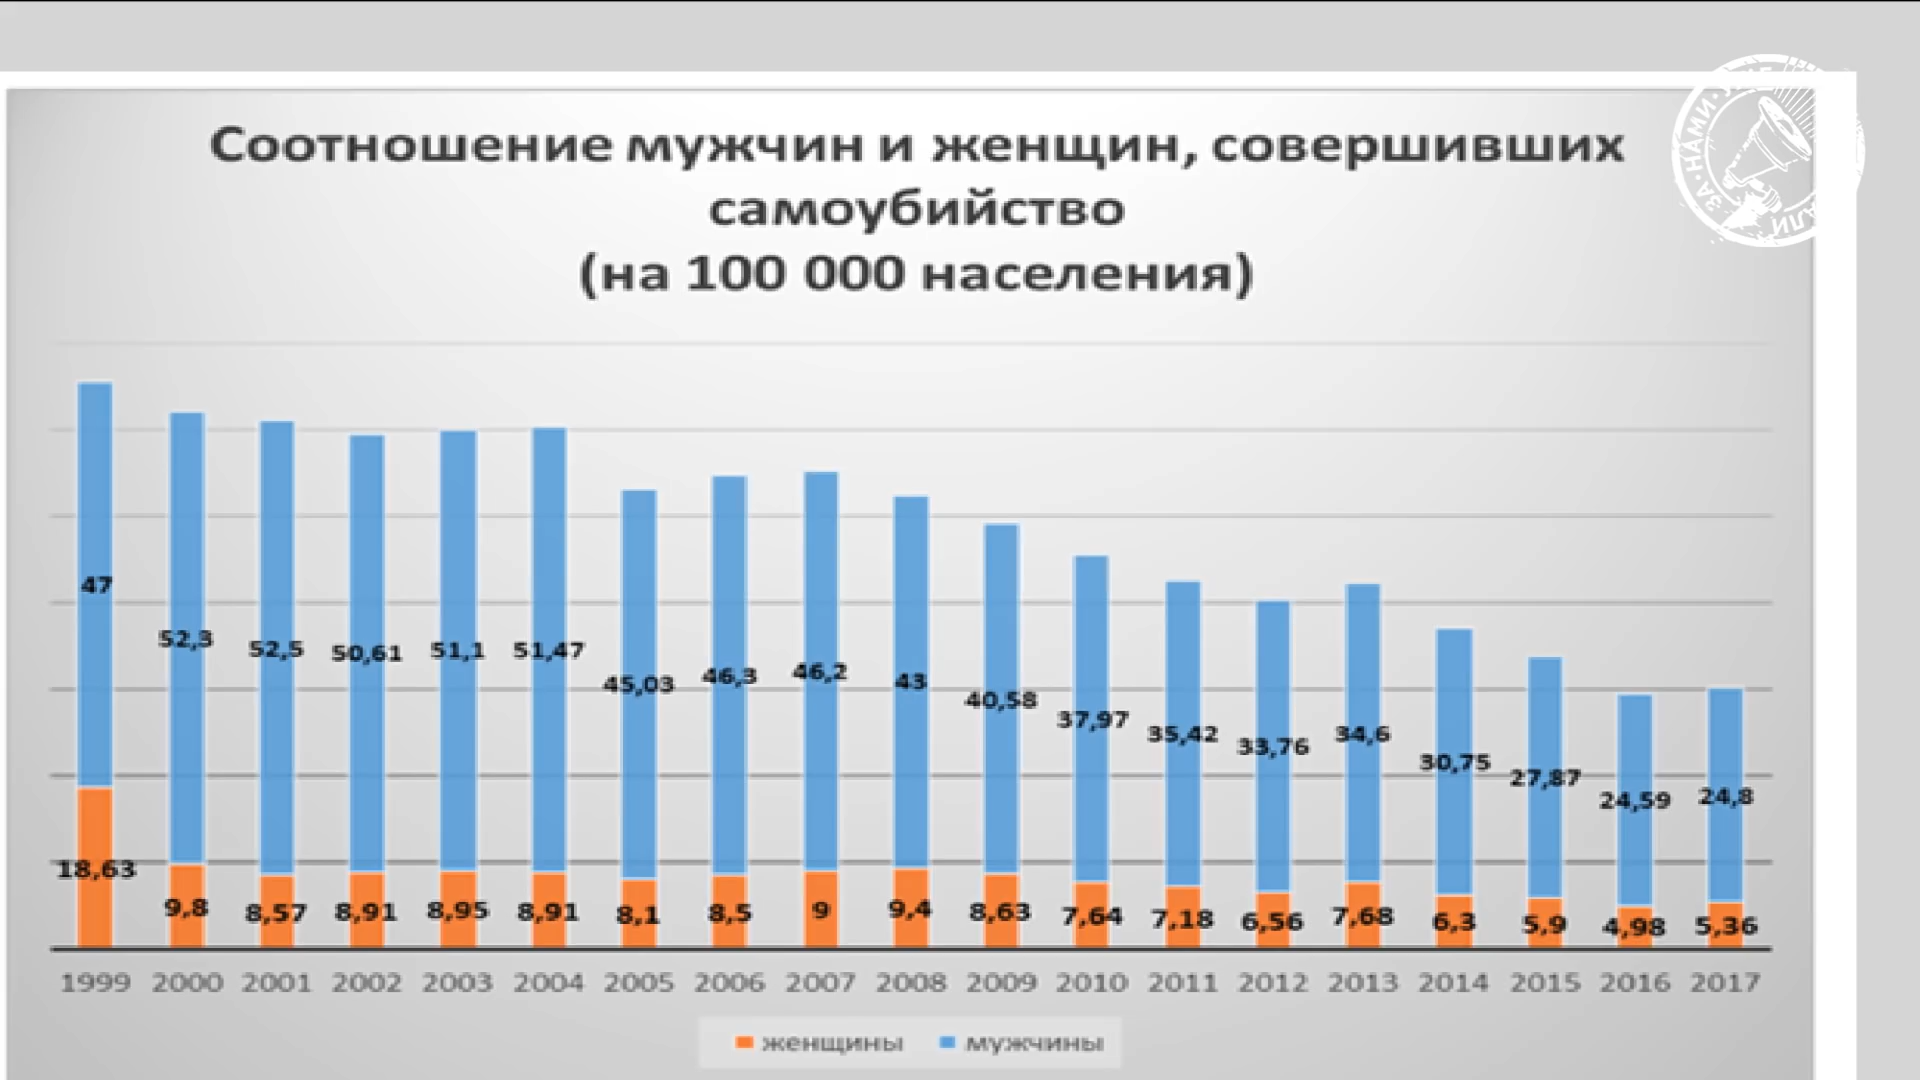 Соотношение мужчин и женщин, совершивших
самоубийство
(на 100 000 населения)
ЗА·НАМИ·У
АЛИ
47 52,3 52,5 50,61 51,1 51,47 45,03 46,3 46,2 43 40,58 37,97 35,42 33,76 34,6 30,75 27,87 24,59 24,8
18,63 9,8 8,57 8,91 8,95 8,91 8,1 8,5 9 9,4 8,63 7,64 7,18 6,56 7,68 6,3 5,9 4,98 5,36
1999 2000 2001 2002 2003 2004 2005 2006 2007 2008 2009 2010 2011 2012 2013 2014 2015 2016 2017
женщины мужчины